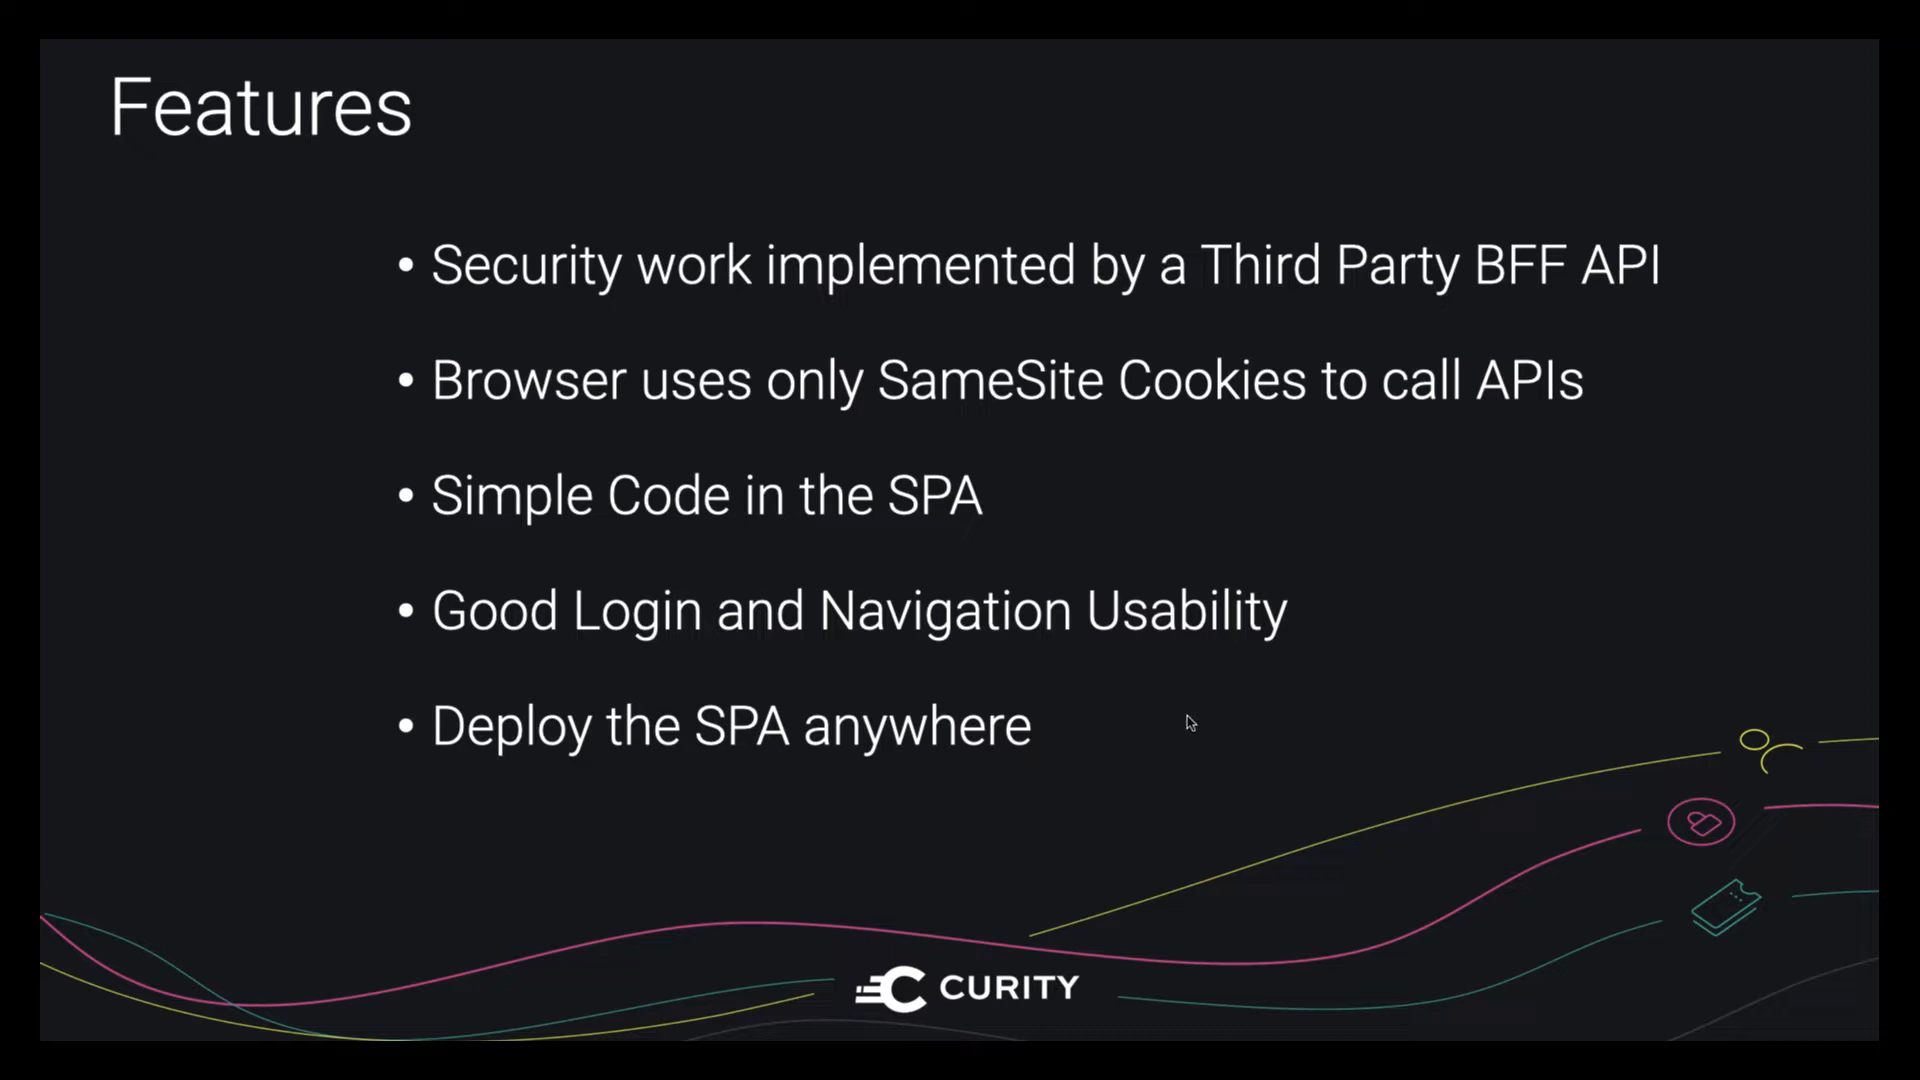 Features
• Security work implemented by a Third Party BFF API
• Browser uses only SameSite Cookies to call APIs
• Simple Code in the SPA
• Good Login and Navigation Usability
• Deploy the SPA anywhere
CURITY